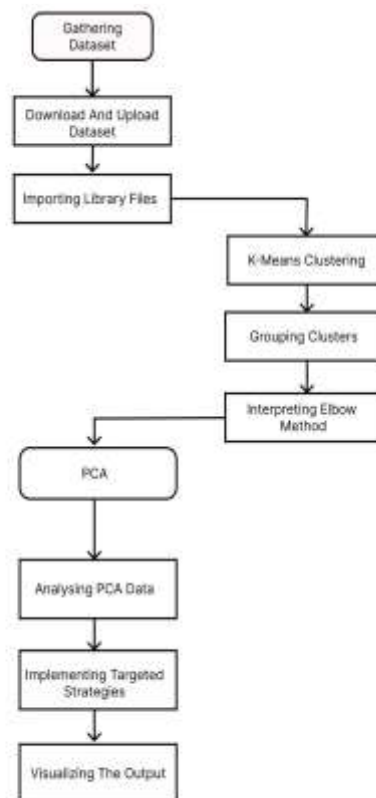 Gathering
Dataset
Download And Upload
Dataset
Importing Library Files
K-Means Clustering
Grouping Clusters
Interpreting Elbow
Method
PCA
Analysing PCA Data
Implementing Targeted
Strategies
Visualizing The Output